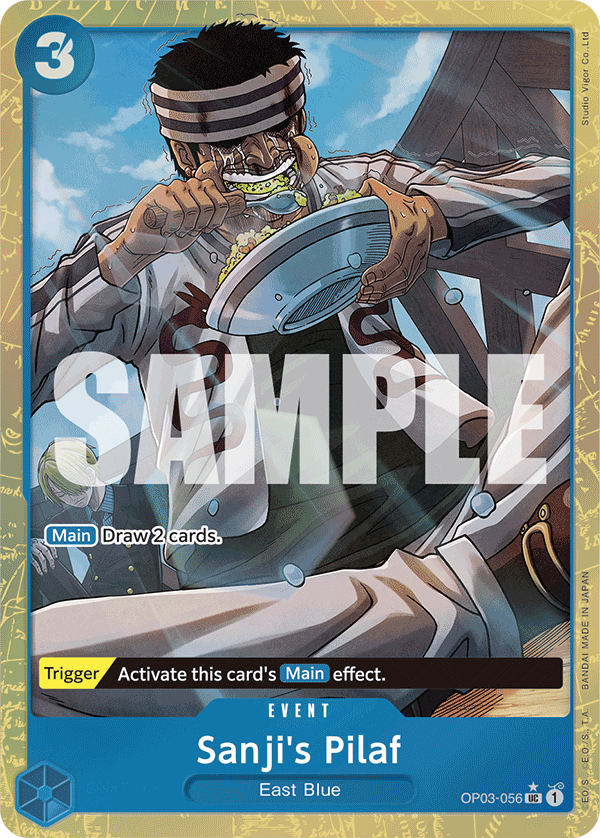 3
Studio Vigor Co.,Ltd
SAMPLE
Main Draw 2 cards.
Trigger Activate this card's Main effect.
EVENT
Sanji's Pilaf
East Blue
OP03-056 UC 1
BANDAI MADE IN JAPAN